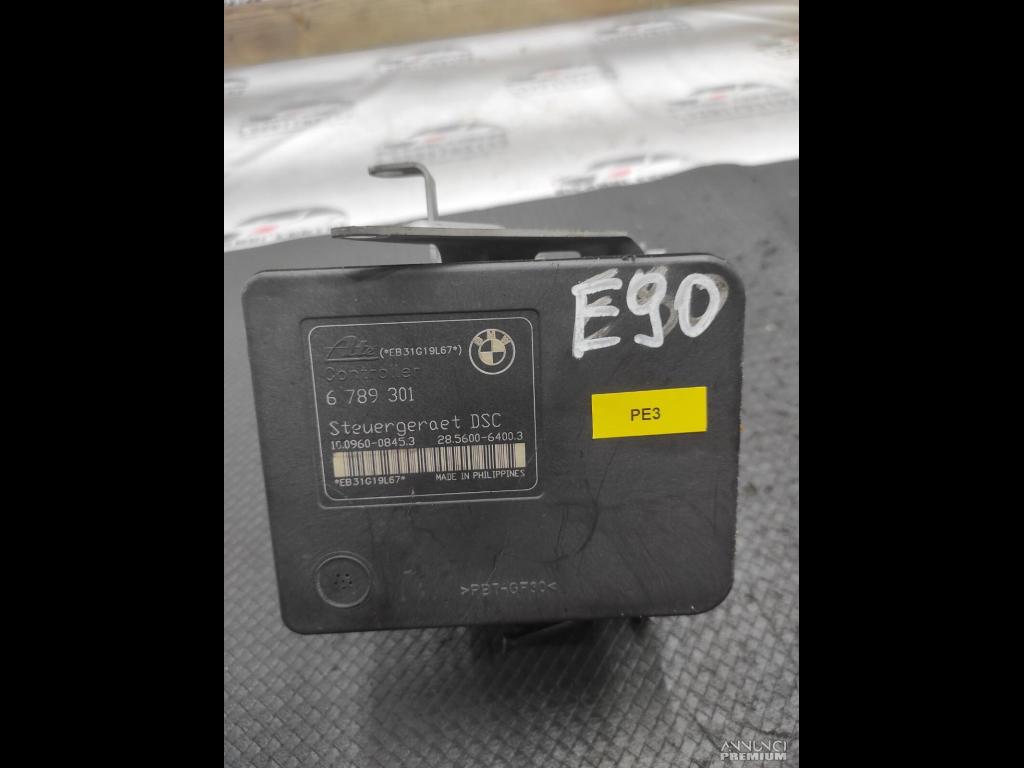 E90
Ate (*EB31G19L67*)
BMW
Controller
6 789 301
Steuergeraet DSC
10.0960-0845.3 28.5600-6400.3
*EB31G19L67* MADE IN PHILIPPINES
PE3
>PBT-GF30<
ANNUNCI
PREMIUM